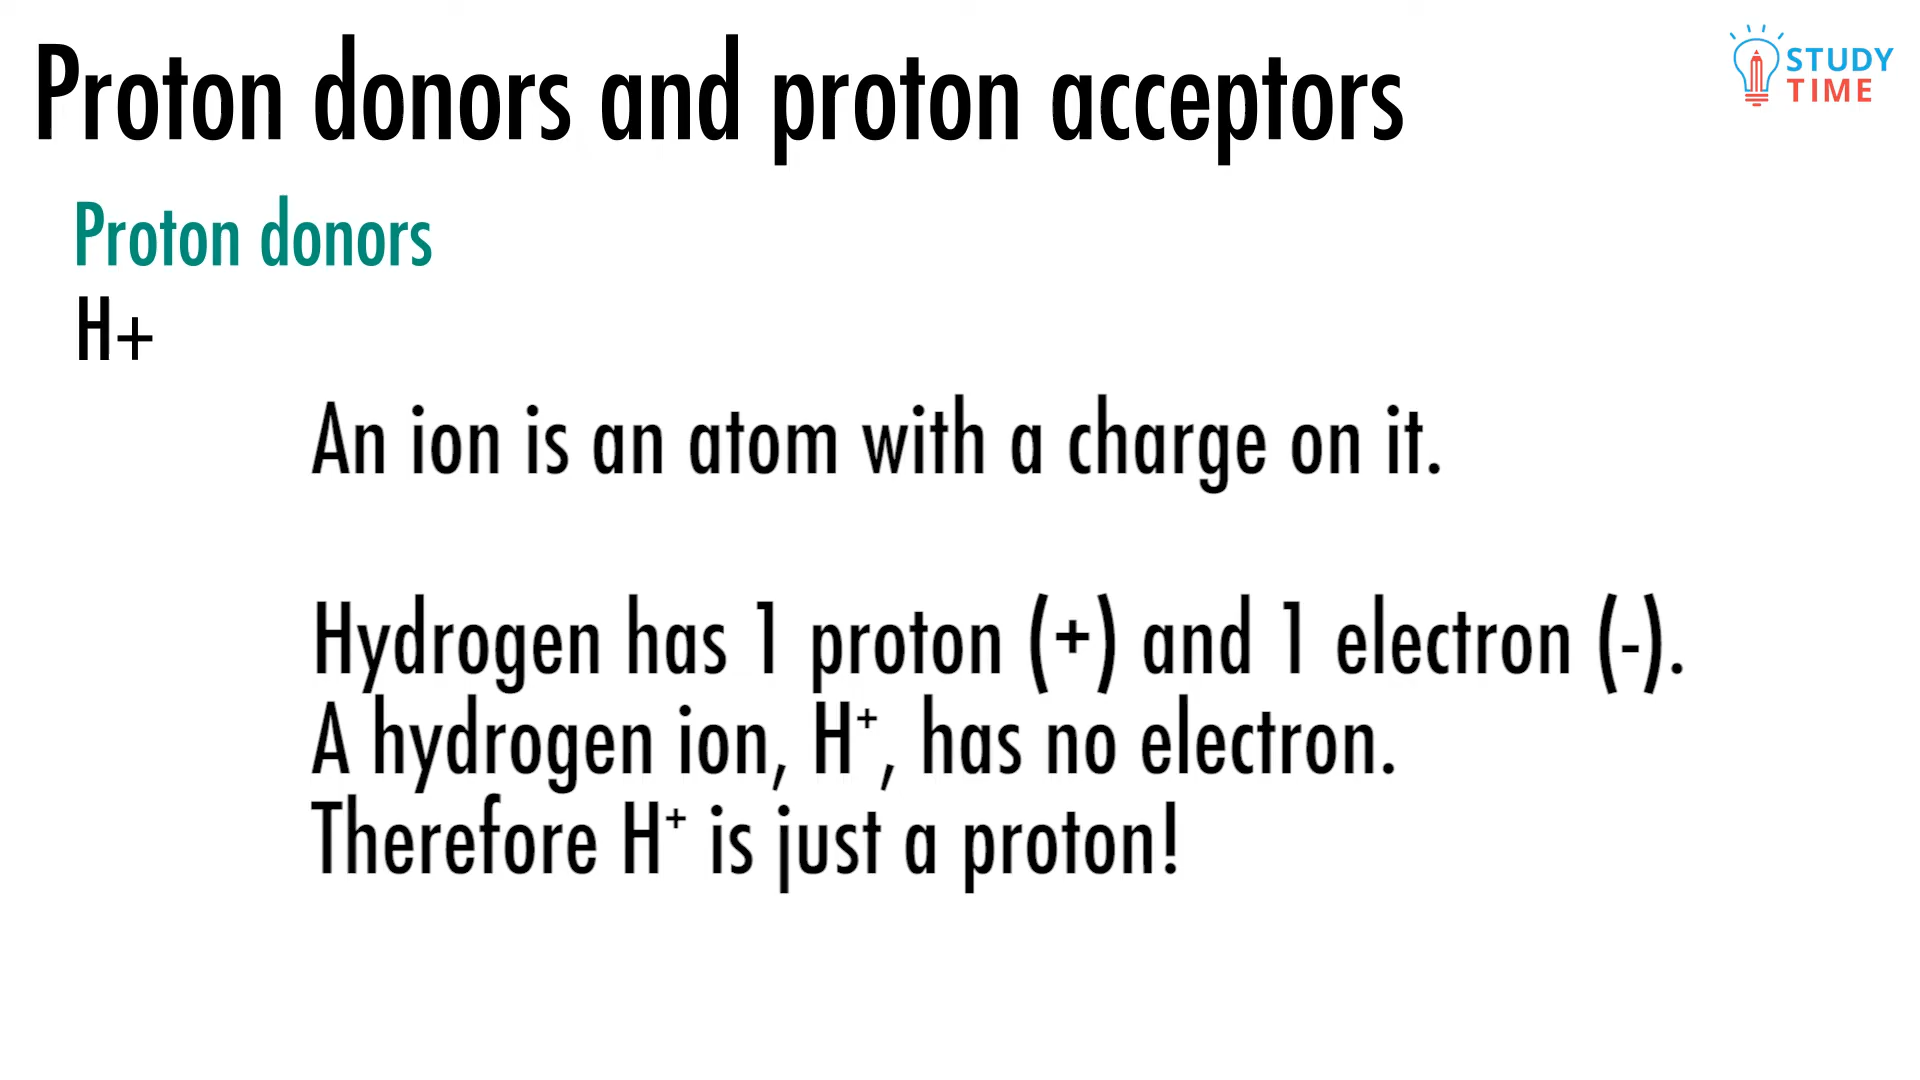 Proton donors and proton acceptors
STUDY
TIME
Proton donors
H+
An ion is an atom with a charge on it.
Hydrogen has 1 proton (+) and 1 electron (-).
A hydrogen ion, H⁺, has no electron.
Therefore H⁺ is just a proton!